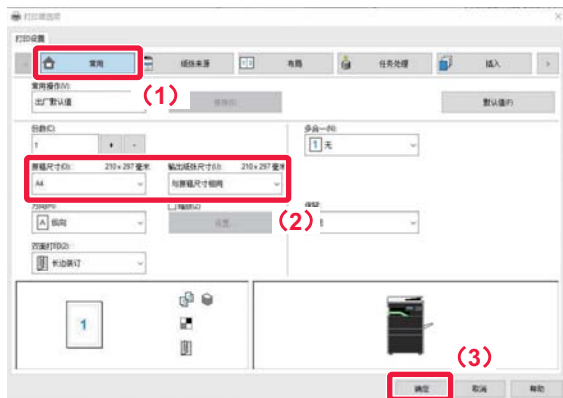 打印首选项
打印设置
常用 纸张来源 布局 任务处理 插入
常用操作(V):
出厂默认值 (1) 默认值(F)
份数(C): 多合一(N):
1 + - 1 无
原稿尺寸(O): 210 x 297 毫米 输出纸张尺寸(U): 210 x 297 毫米
A4 与原稿尺寸相同
(2)
A 纵向 设置
双面打印(2):
长边装订
1
(3)
确定 取消 帮助